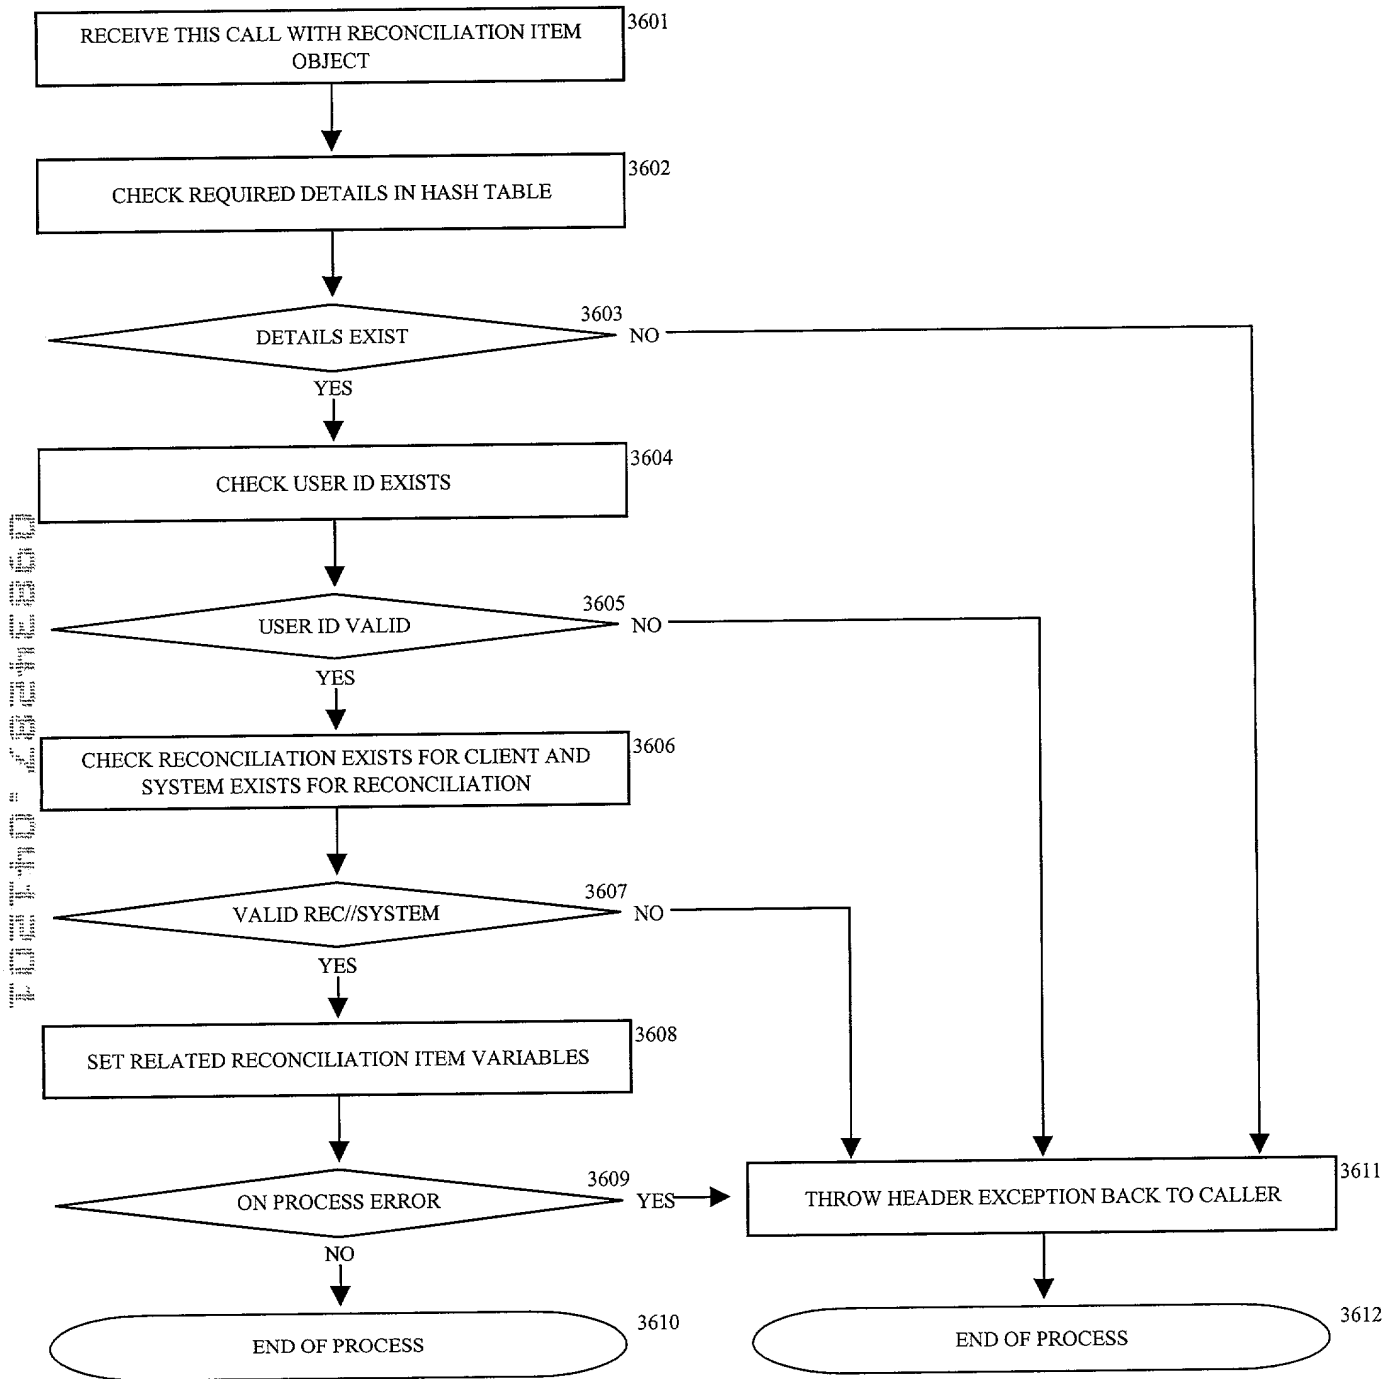 3601
RECEIVE THIS CALL WITH RECONCILIATION ITEM
OBJECT
3602
CHECK REQUIRED DETAILS IN HASH TABLE
3603
DETAILS EXIST
NO
YES
3604
CHECK USER ID EXISTS
3605
USER ID VALID
NO
YES
3606
CHECK RECONCILIATION EXISTS FOR CLIENT AND
SYSTEM EXISTS FOR RECONCILIATION
3607
VALID REC//SYSTEM
NO
YES
3608
SET RELATED RECONCILIATION ITEM VARIABLES
3609
ON PROCESS ERROR
YES
NO
3611
THROW HEADER EXCEPTION BACK TO CALLER
3610
END OF PROCESS
3612
END OF PROCESS